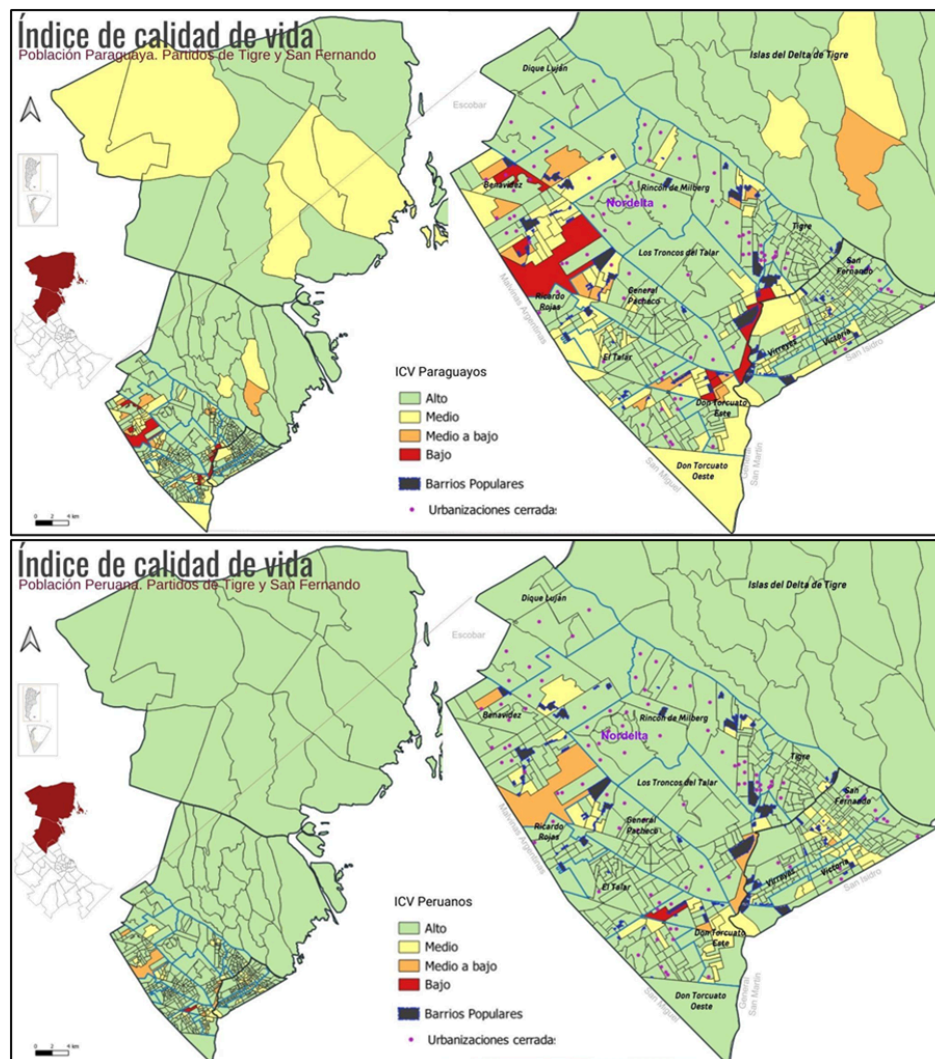 Índice de calidad de vida
Población Paraguaya. Partidos de Tigre y San Fernando
Escobar
Dique Luján
Islas del Delta de Tigre
Benavídez
Rincón de Milberg
Nordelta
Tigre
Los Troncos del Talar
San Fernando
Malvinas Argentinas
Ricardo Rojas
General Pacheco
El Talar
Virreyes
Victoria
San Isidro
Don Torcuato Este
Don Torcuato Oeste
San Miguel
General San Martín
ICV Paraguayos
Alto
Medio
Medio a bajo
Bajo
Barrios Populares
Urbanizaciones cerradas
0 2 4 km
Índice de calidad de vida
Población Peruana. Partidos de Tigre y San Fernando
Escobar
Dique Luján
Islas del Delta de Tigre
Benavídez
Rincón de Milberg
Nordelta
Tigre
Los Troncos del Talar
San Fernando
Malvinas Argentinas
Ricardo Rojas
General Pacheco
El Talar
Virreyes
Victoria
San Isidro
Don Torcuato Este
Don Torcuato Oeste
San Miguel
General San Martín
ICV Peruanos
Alto
Medio
Medio a bajo
Bajo
Barrios Populares
Urbanizaciones cerradas
0 2 4 km